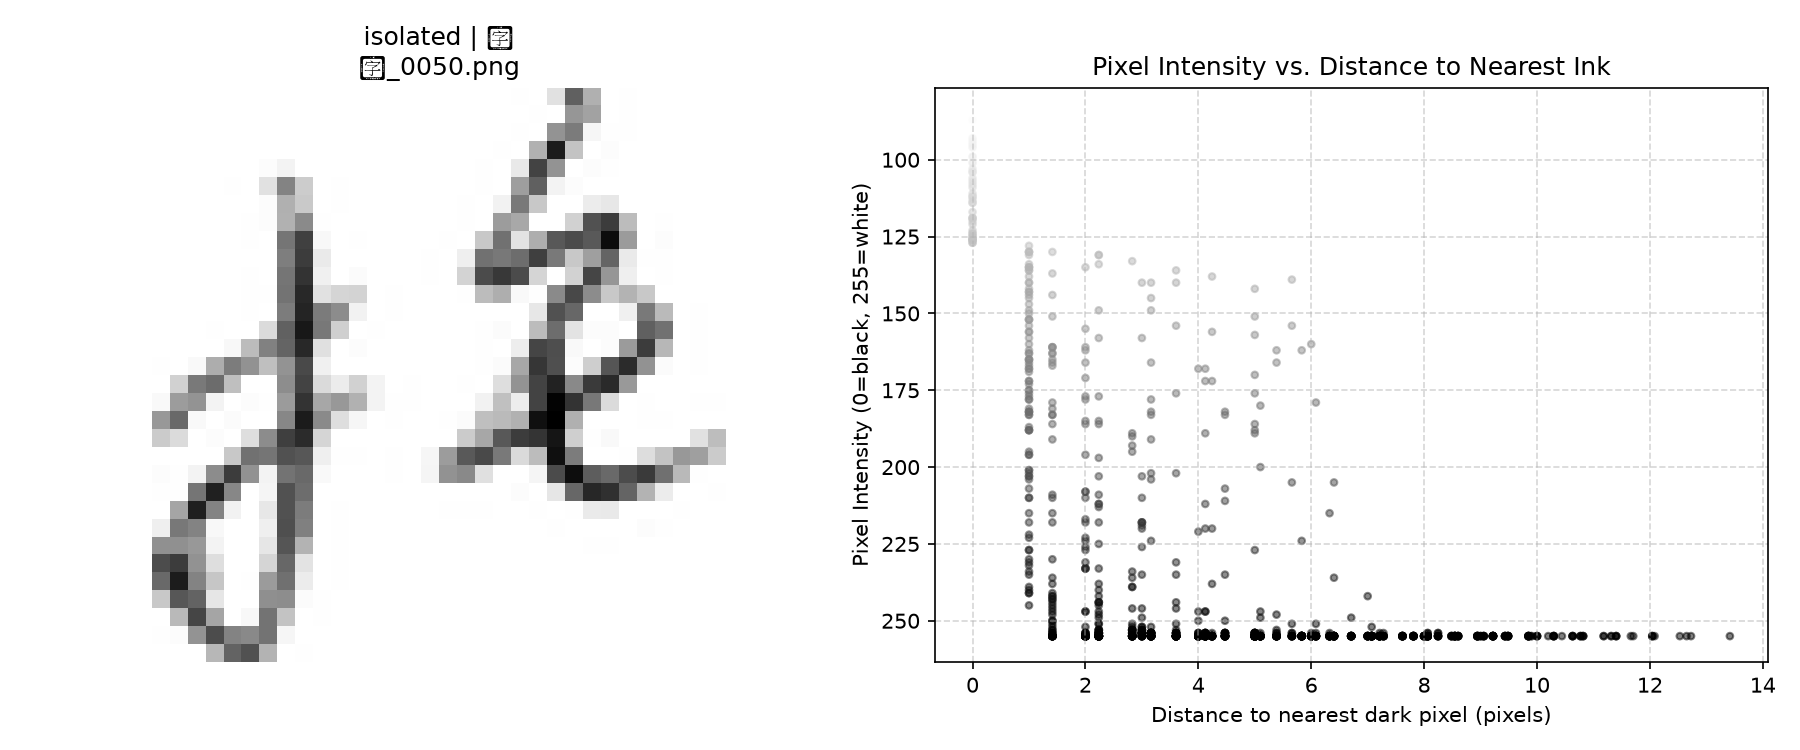 isolated |
_0050.png
Pixel Intensity vs. Distance to Nearest Ink
Pixel Intensity (0=black, 255=white)
100
125
150
175
200
225
250
0 2 4 6 8 10 12 14
Distance to nearest dark pixel (pixels)